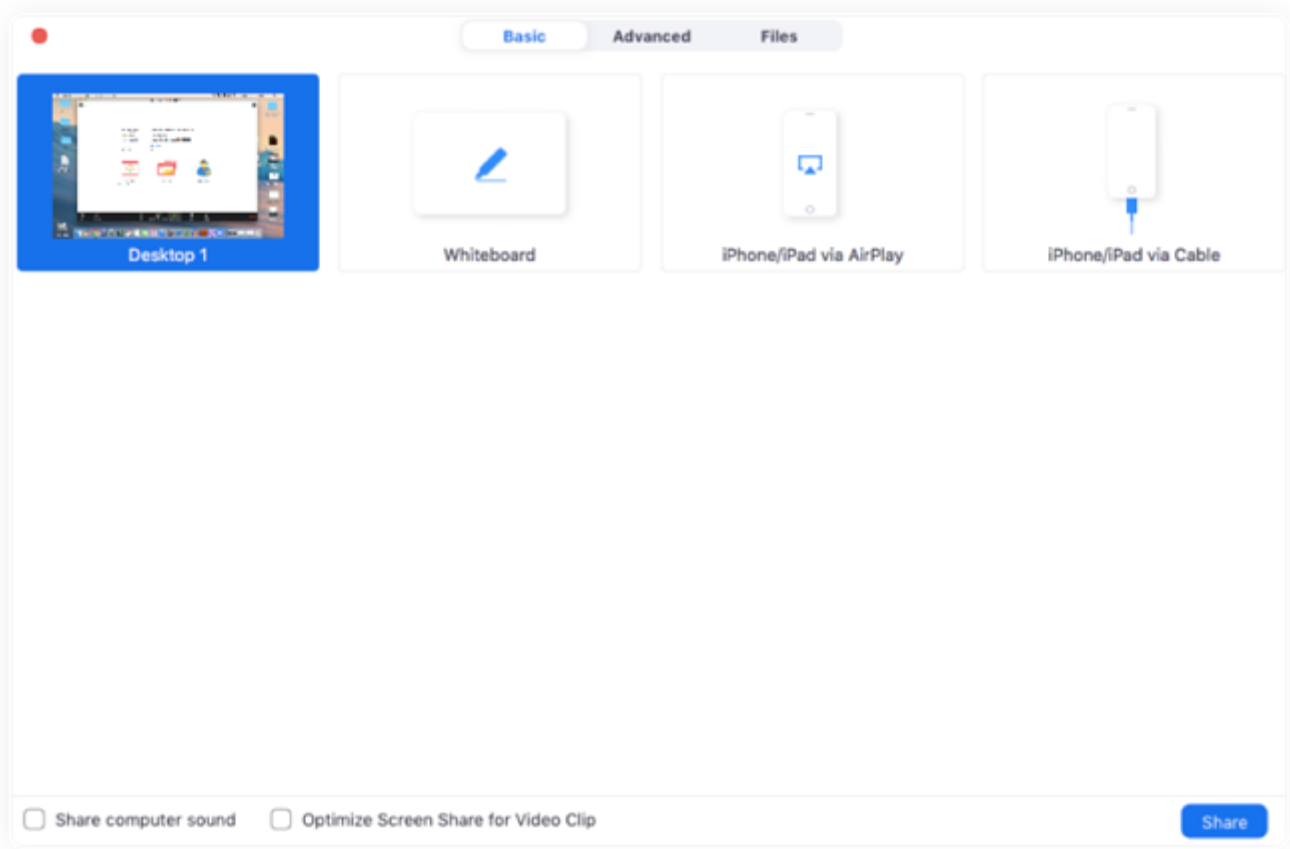 Basic Advanced Files
Desktop 1 Whiteboard iPhone/iPad via AirPlay iPhone/iPad via Cable
Share computer sound Optimize Screen Share for Video Clip Share